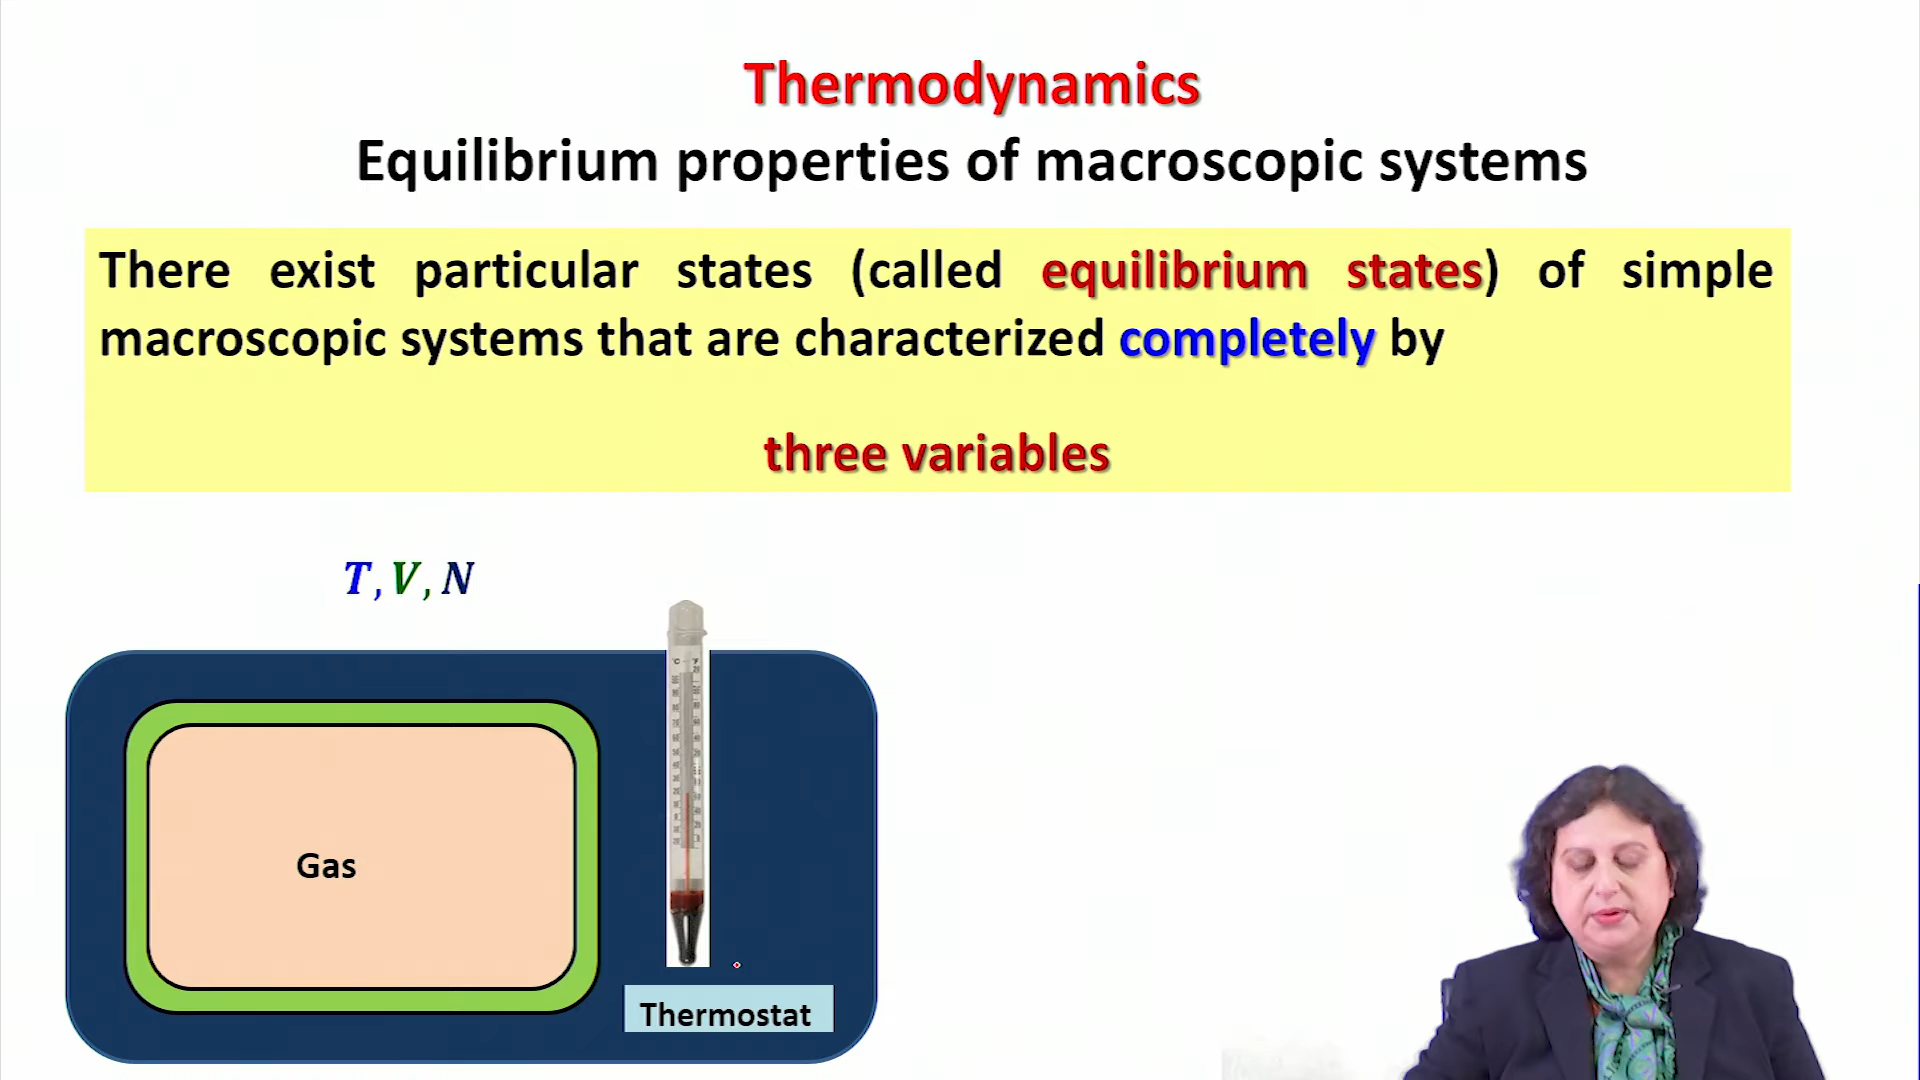 Thermodynamics
Equilibrium properties of macroscopic systems
There exist particular states (called equilibrium states) of simple
macroscopic systems that are characterized completely by
three variables
T, V, N
°C °F
Gas
Thermostat